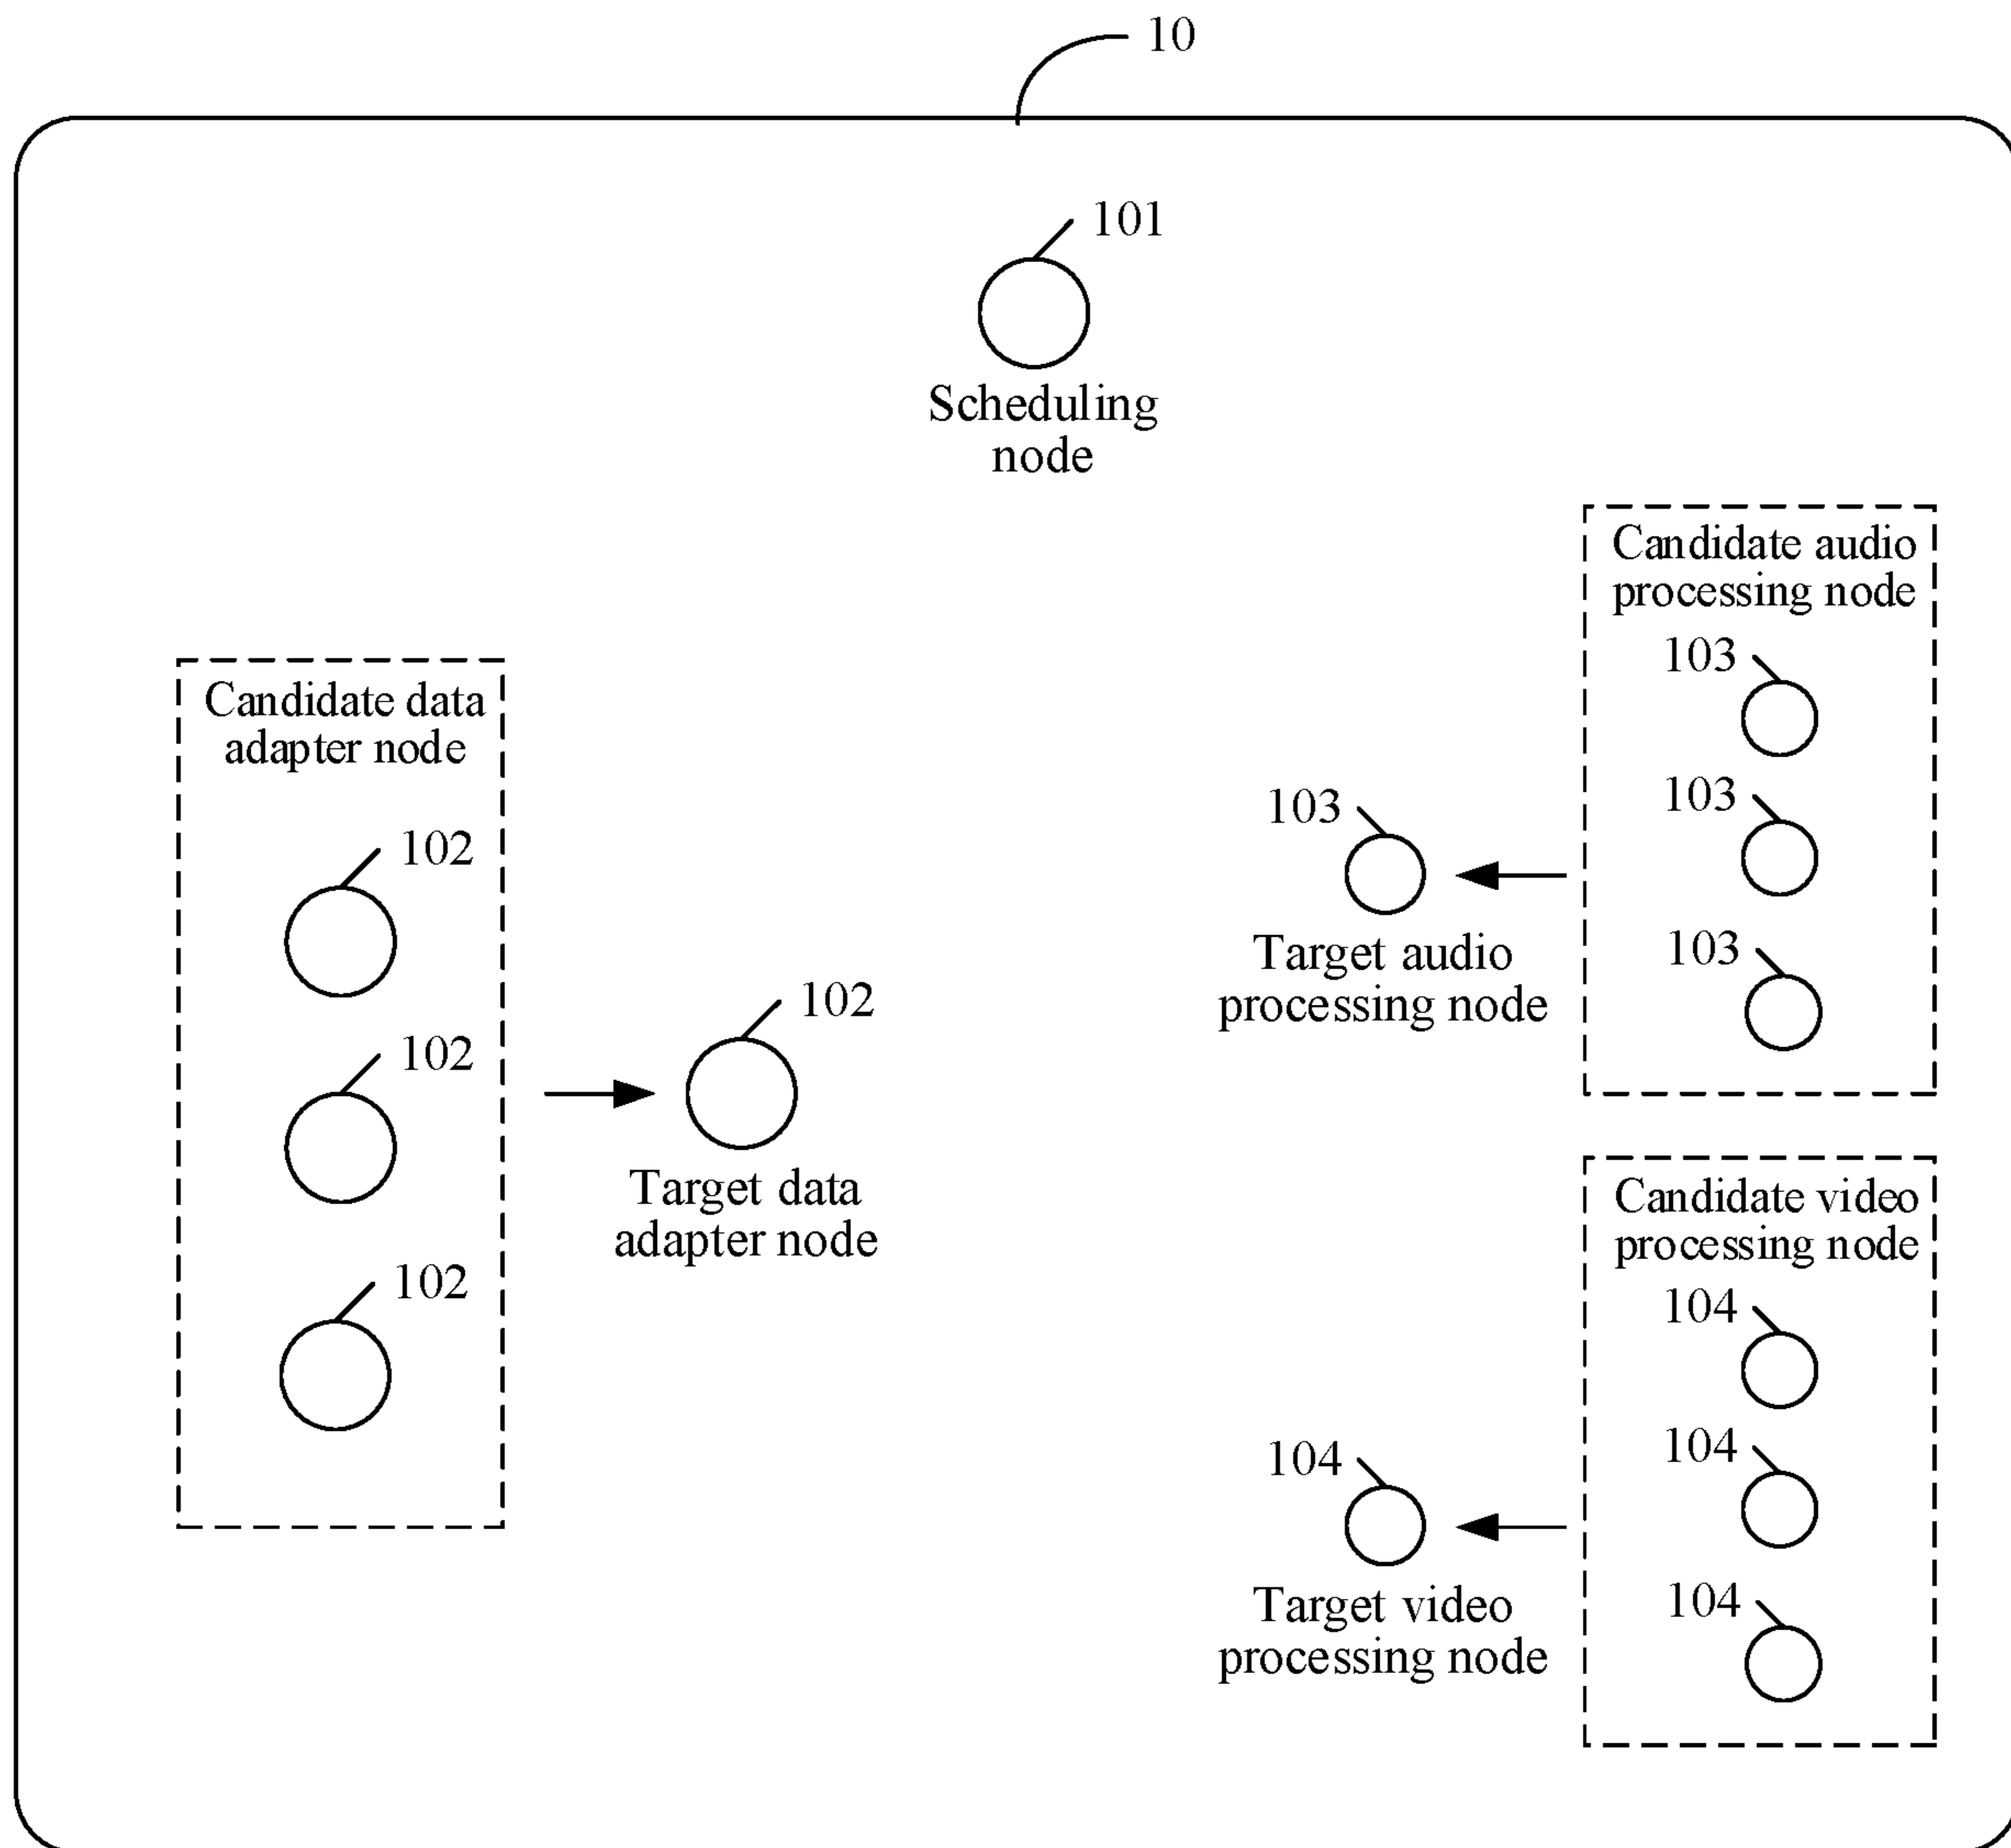 10
101
Scheduling
node
Candidate audio
processing node
103
103
103
103
Target audio
processing node
Candidate data
adapter node
102
102
102
102
Target data
adapter node
Candidate video
processing node
104
104
104
104
Target video
processing node